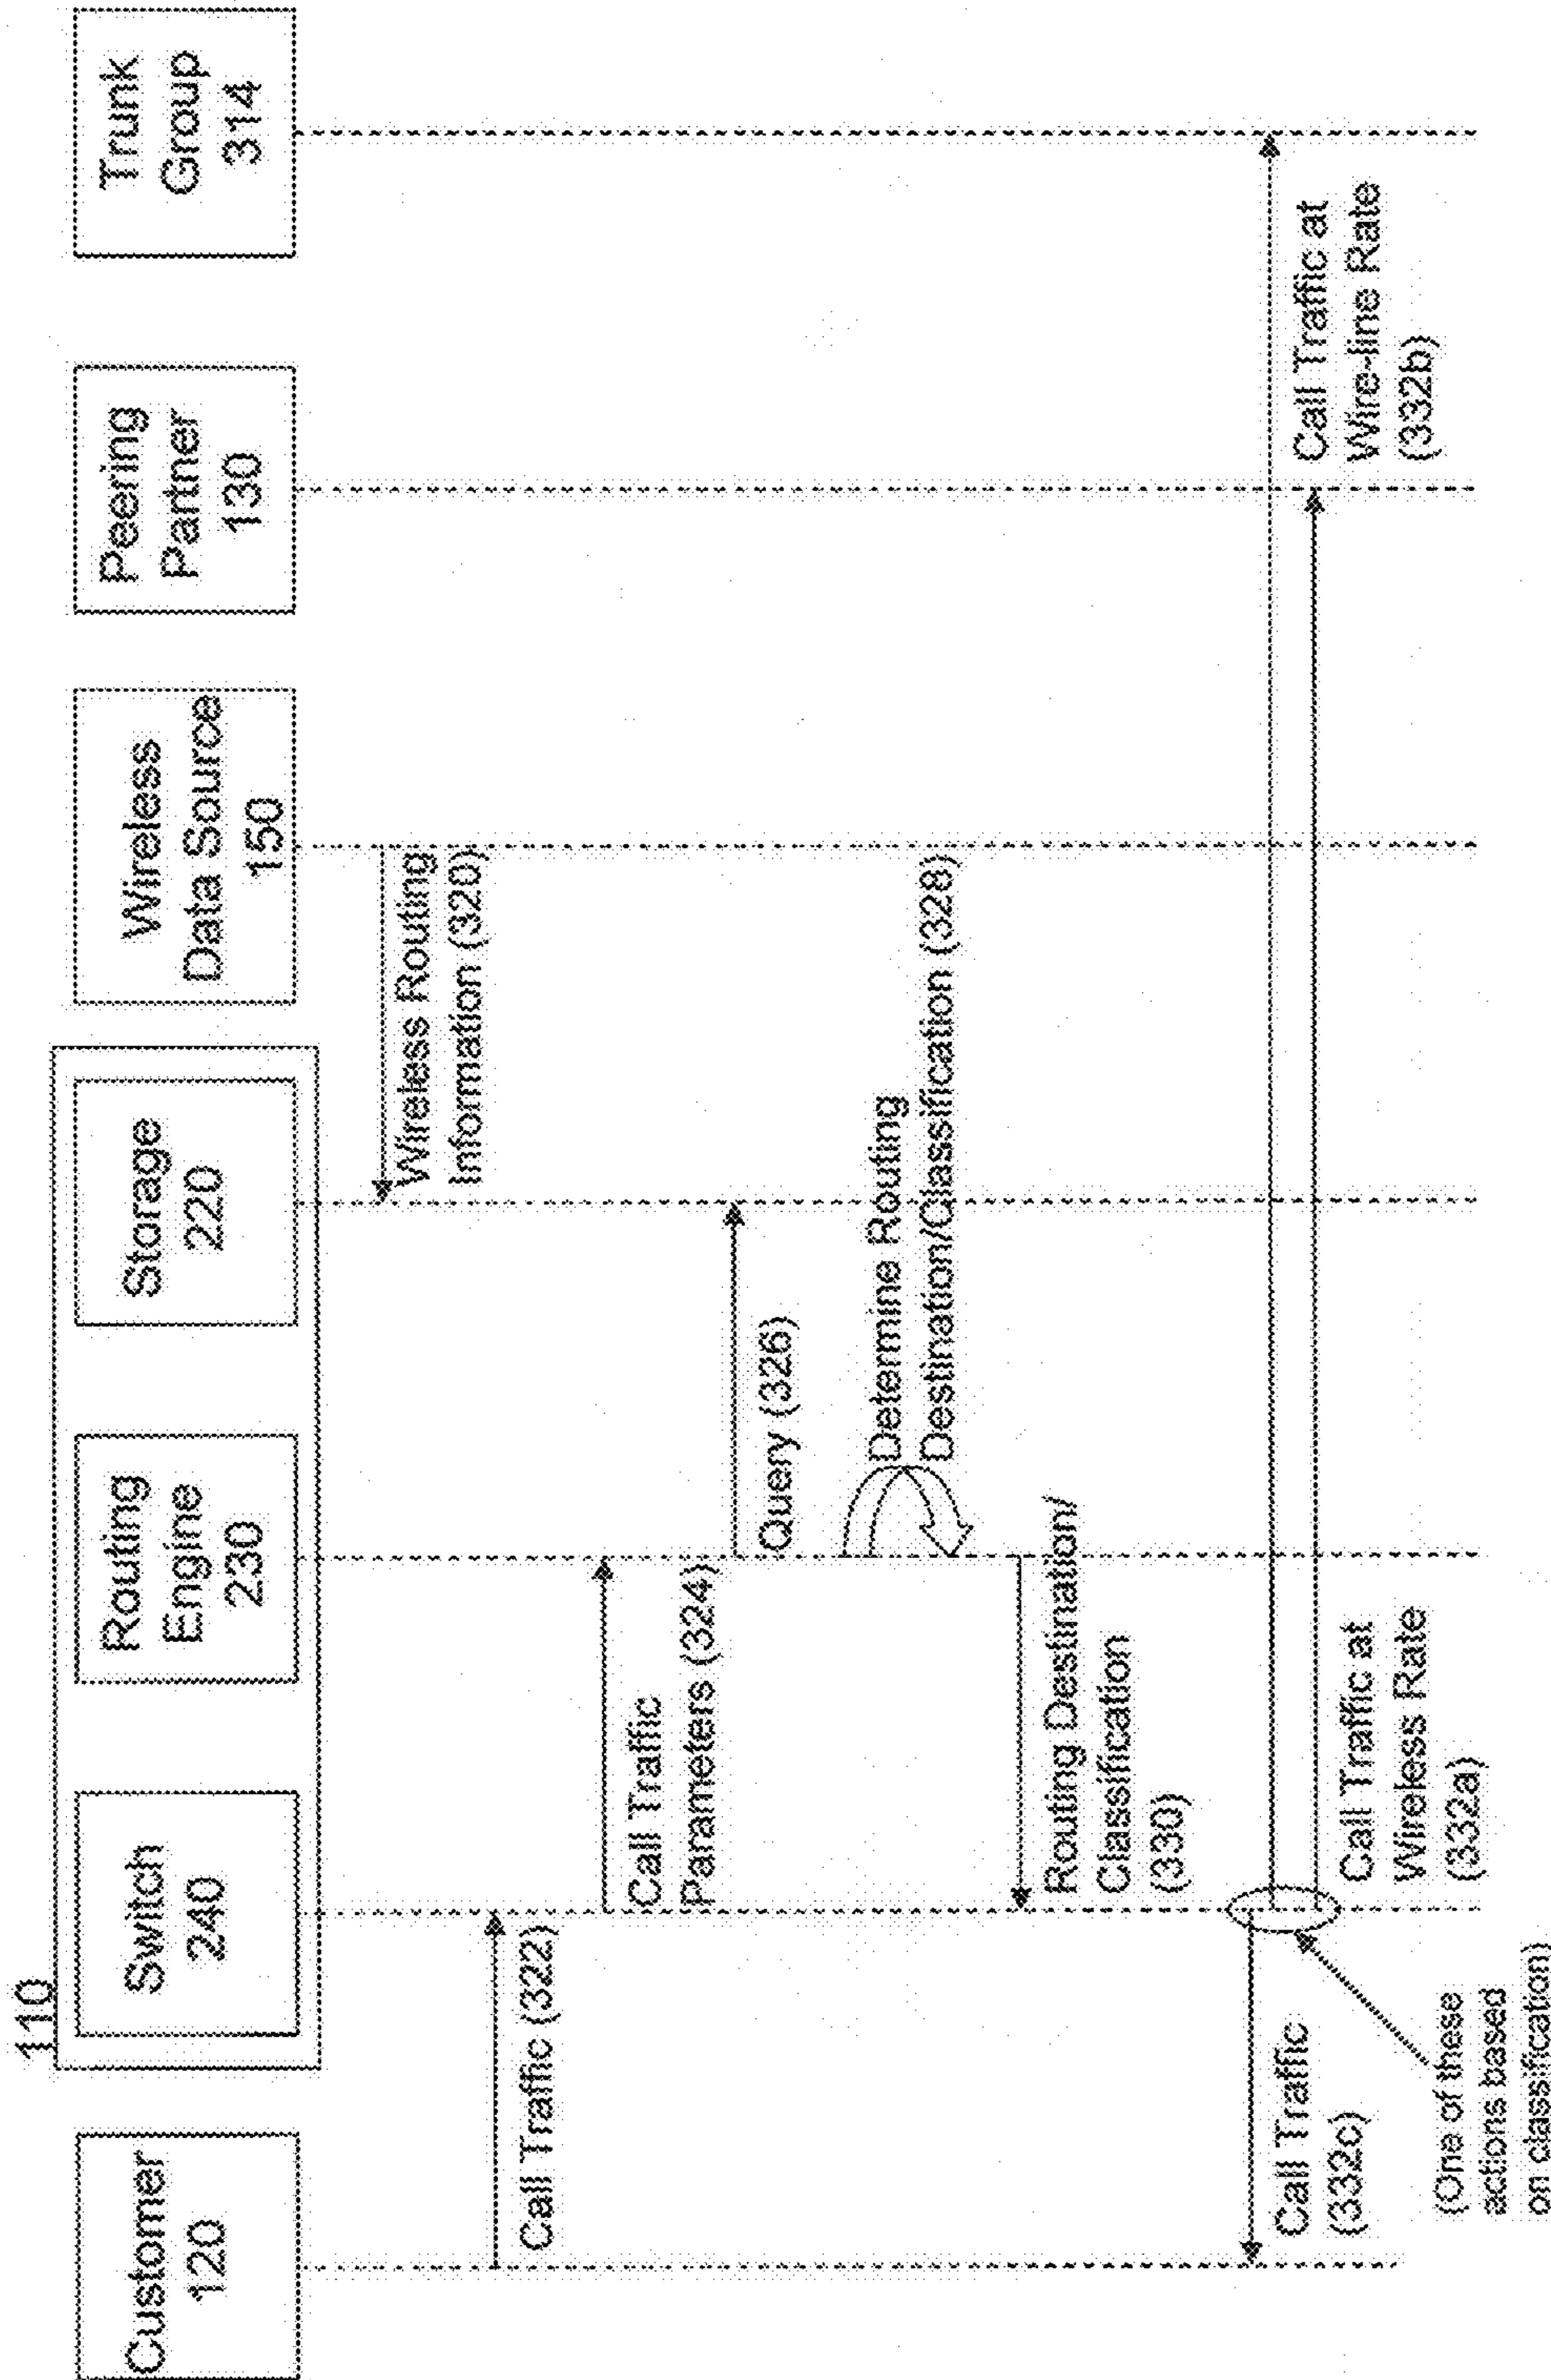 110
Customer
120
Switch
240
Routing
Engine
230
Storage
220
Wireless
Data Source
150
Peering
Partner
130
Trunk
Group
314
Wireless Routing
Information (320)
Call Traffic (322)
Call Traffic
Parameters (324)
Query (326)
Determine Routing
Destination/Classification (328)
Routing Destination/
Classification
(330)
Call Traffic
(332c)
Call Traffic at
Wireless Rate
(332a)
Call Traffic at
Wire-line Rate
(332b)
(One of these
actions based
on classification)